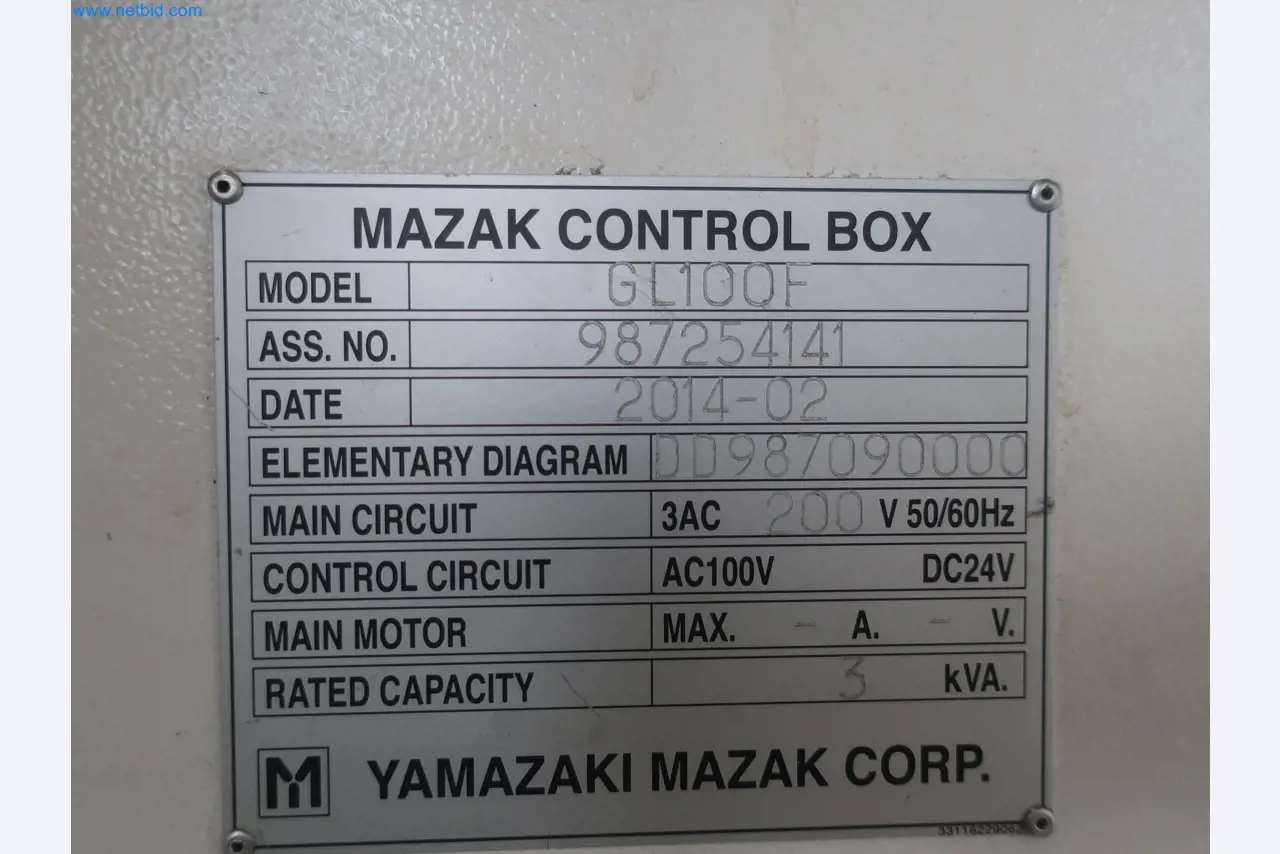 www.netbid.com
MAZAK CONTROL BOX
MODEL GL100F
ASS. NO. 987254141
DATE 2014-02
ELEMENTARY DIAGRAM DD987090000
MAIN CIRCUIT 3AC 200 V 50/60Hz
CONTROL CIRCUIT AC100V DC24V
MAIN MOTOR MAX. - A. - V.
RATED CAPACITY 3 kVA.
M YAMAZAKI MAZAK CORP.